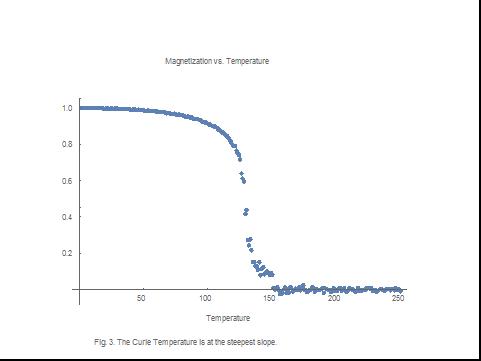 Magnetization vs. Temperature
1.0
0.8
0.6
0.4
0.2
50 100 150 200 250
Temperature
Fig. 3. The Curie Temperature is at the steepest slope.